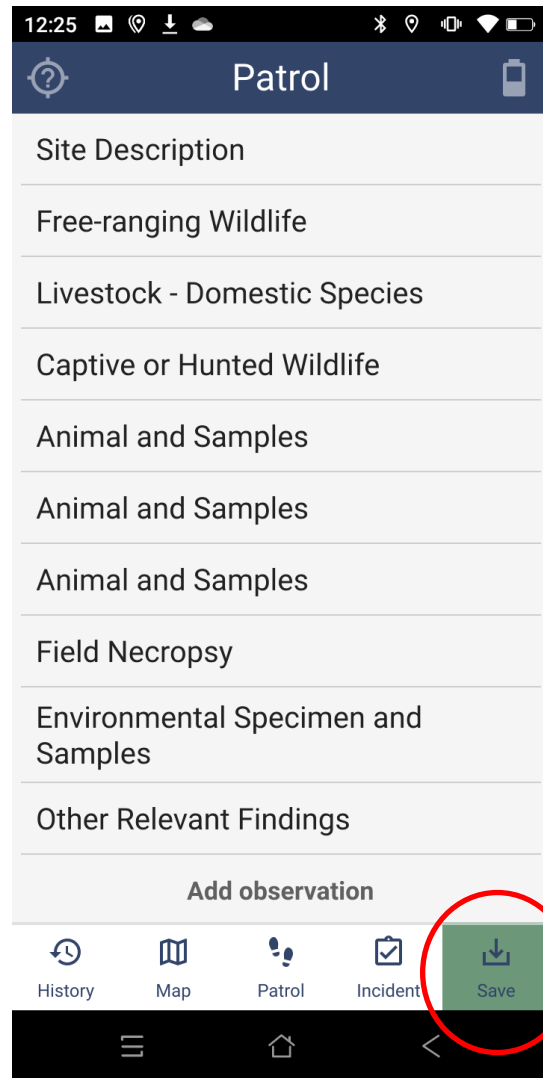 12:25
Patrol
Site Description
Free-ranging Wildlife
Livestock - Domestic Species
Captive or Hunted Wildlife
Animal and Samples
Animal and Samples
Animal and Samples
Field Necropsy
Environmental Specimen and
Samples
Other Relevant Findings
Add observation
History Map Patrol Incident Save